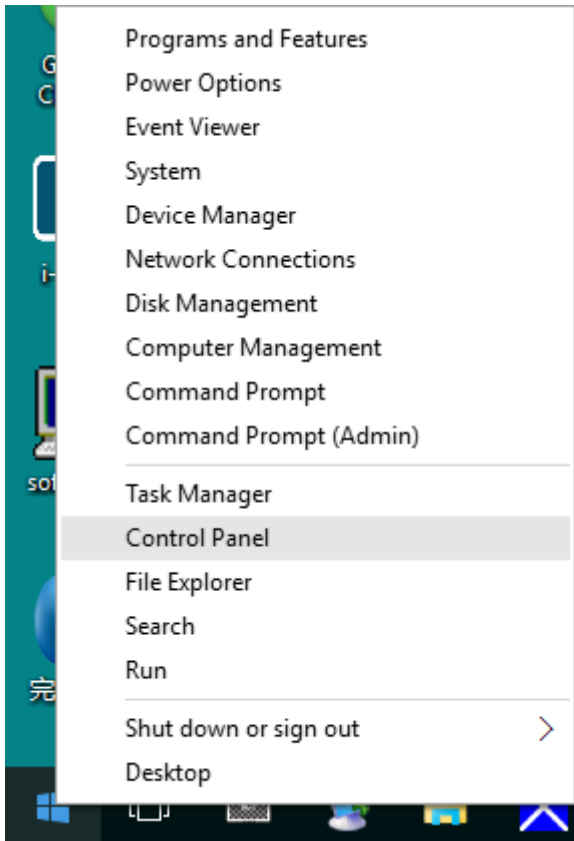 G
C
Programs and Features
Power Options
Event Viewer
System
Device Manager
i-
Network Connections
Disk Management
Computer Management
Command Prompt
Command Prompt (Admin)
Task Manager
Control Panel
File Explorer
Search
Run
完
Shut down or sign out
Desktop